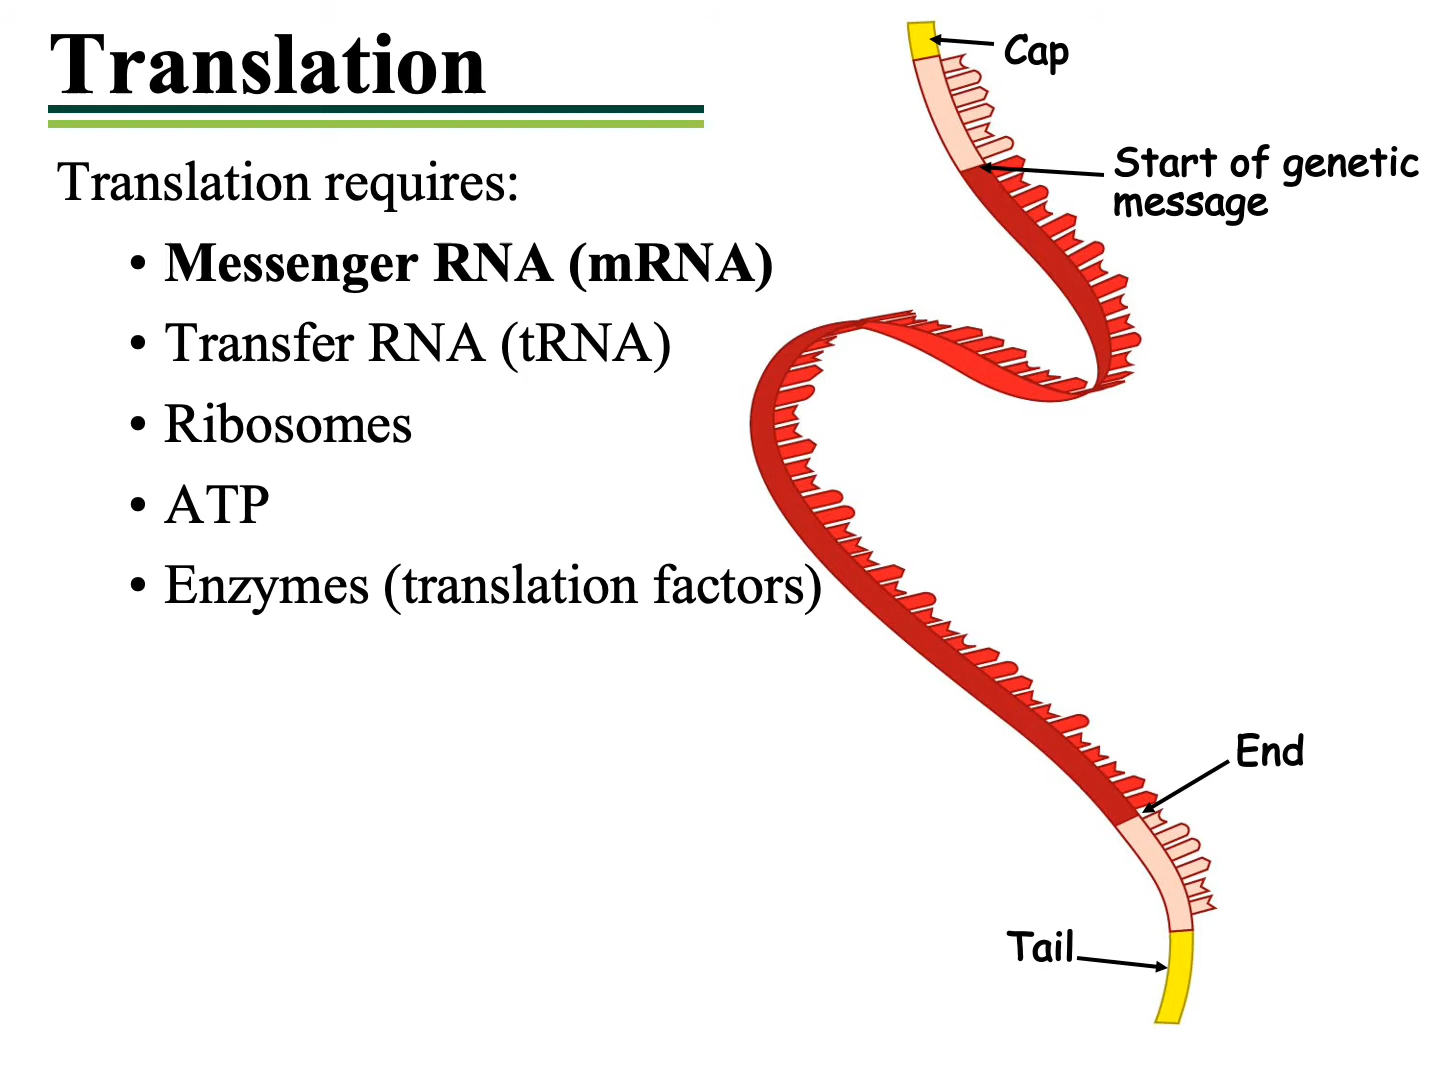 Translation
Translation requires:
• Messenger RNA (mRNA)
• Transfer RNA (tRNA)
• Ribosomes
• ATP
• Enzymes (translation factors)
Cap
Start of genetic
message
End
Tail